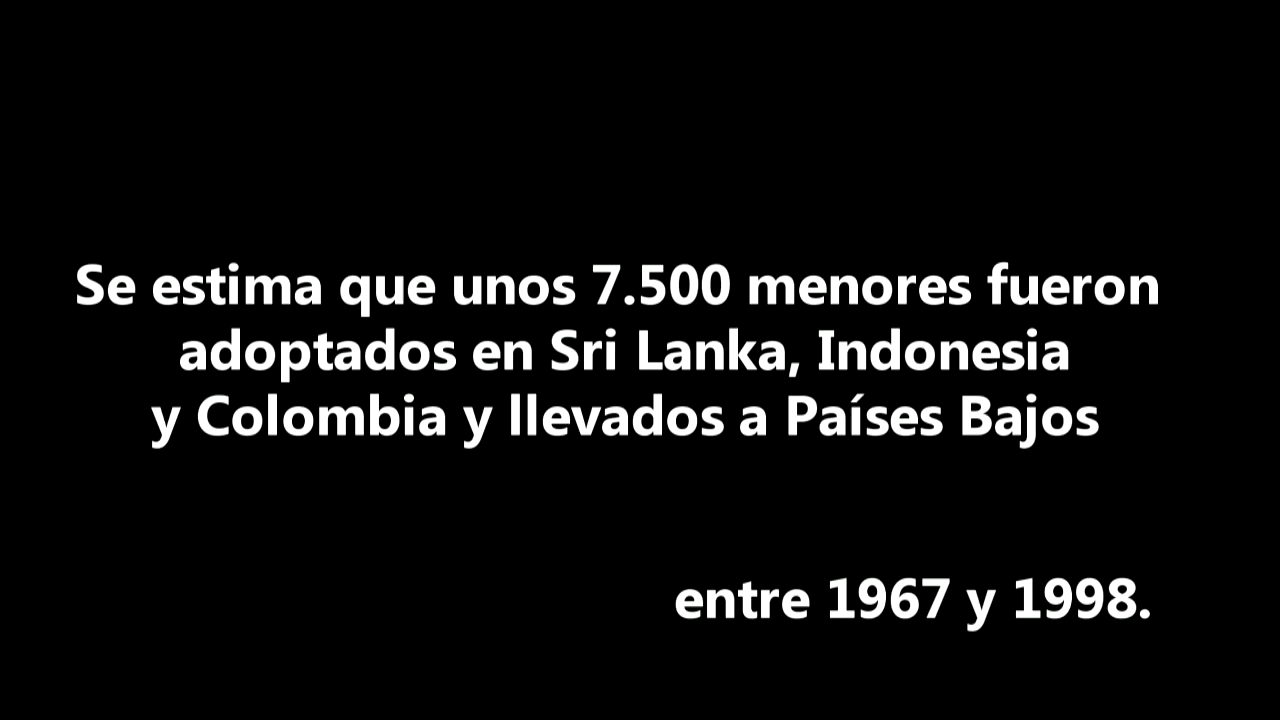 Se estima que unos 7.500 menores fueron
adoptados en Sri Lanka, Indonesia
y Colombia y llevados a Países Bajos
entre 1967 y 1998.